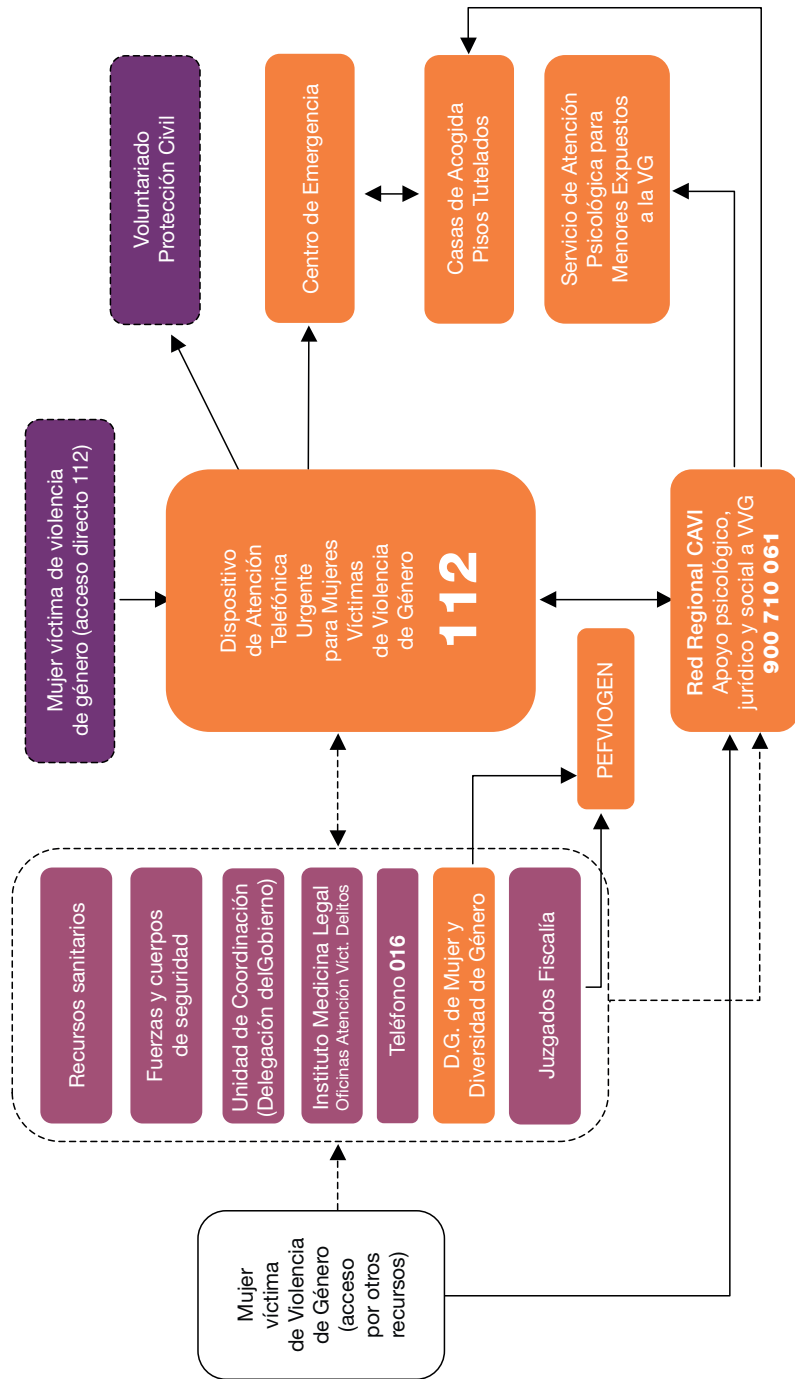 Mujer víctima de violencia
de género (acceso directo 112)
Voluntariado
Protección Civil
Mujer
víctima
de Violencia
de Género
(acceso
por otros
recursos)
Recursos sanitarios
Fuerzas y cuerpos
de seguridad
Unidad de Coordinación
(Delegación delGobierno)
Instituto Medicina Legal
Oficinas Atención Víct. Delitos
Teléfono 016
D.G. de Mujer y
Diversidad de Género
Juzgados Fiscalía
Dispositivo
de Atención
Telefónica
Urgente
para Mujeres
Víctimas
de Violencia
de Género
112
Centro de Emergencia
Casas de Acogida
Pisos Tutelados
Servicio de Atención
Psicológica para
Menores Expuestos
a la VG
PEFVIOGEN
Red Regional CAVI
Apoyo psicológico,
jurídico y social a VVG
900 710 061